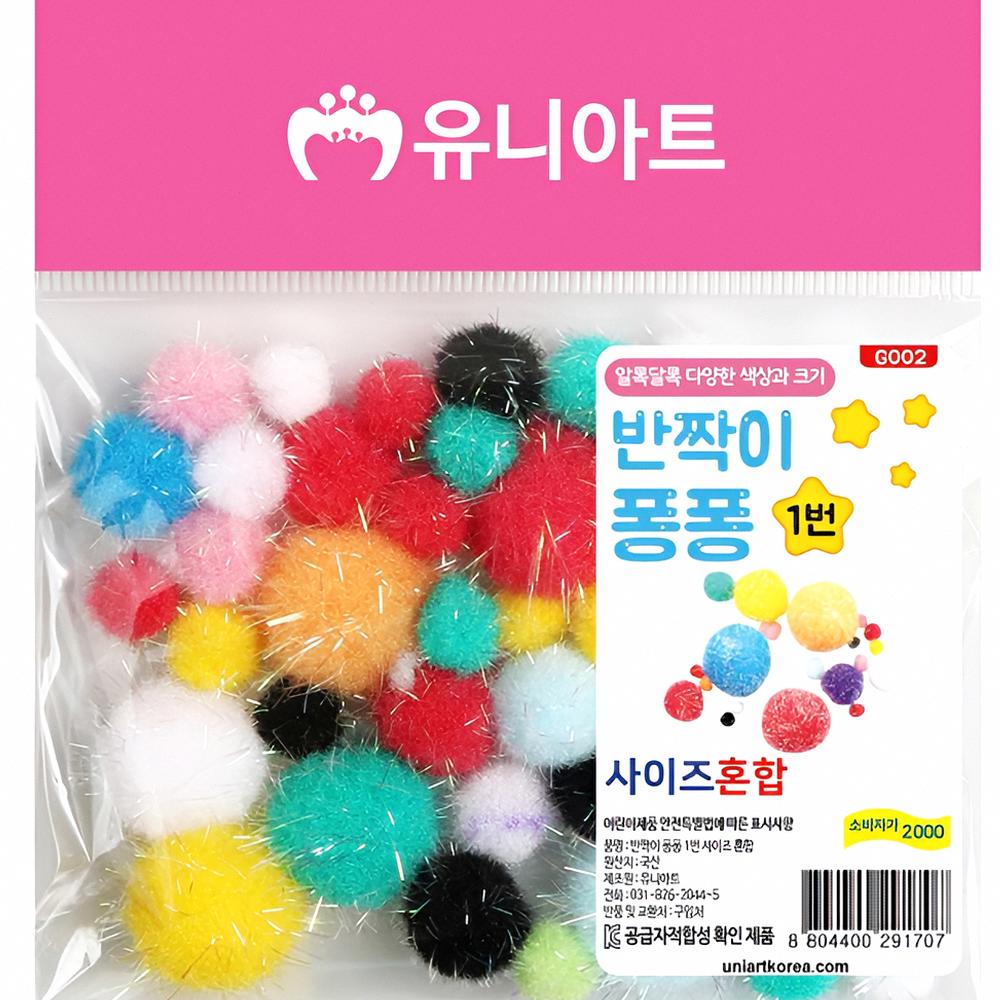 유니아트
G002
알록달록 다양한 색상과 크기
반짝이
퐁퐁
1번
사이즈혼합
어린이제품 안전특별법에 따른 표시사항
품명 : 반짝이 퐁퐁 1번 사이즈 혼합
원산지 : 국산
제조원 : 유니아트
전화 : 031-876-2044~5
반품 및 교환처 : 구입처
공급자적합성 확인 제품
소비자가 2000
8 804400 291707
uniartkorea.com